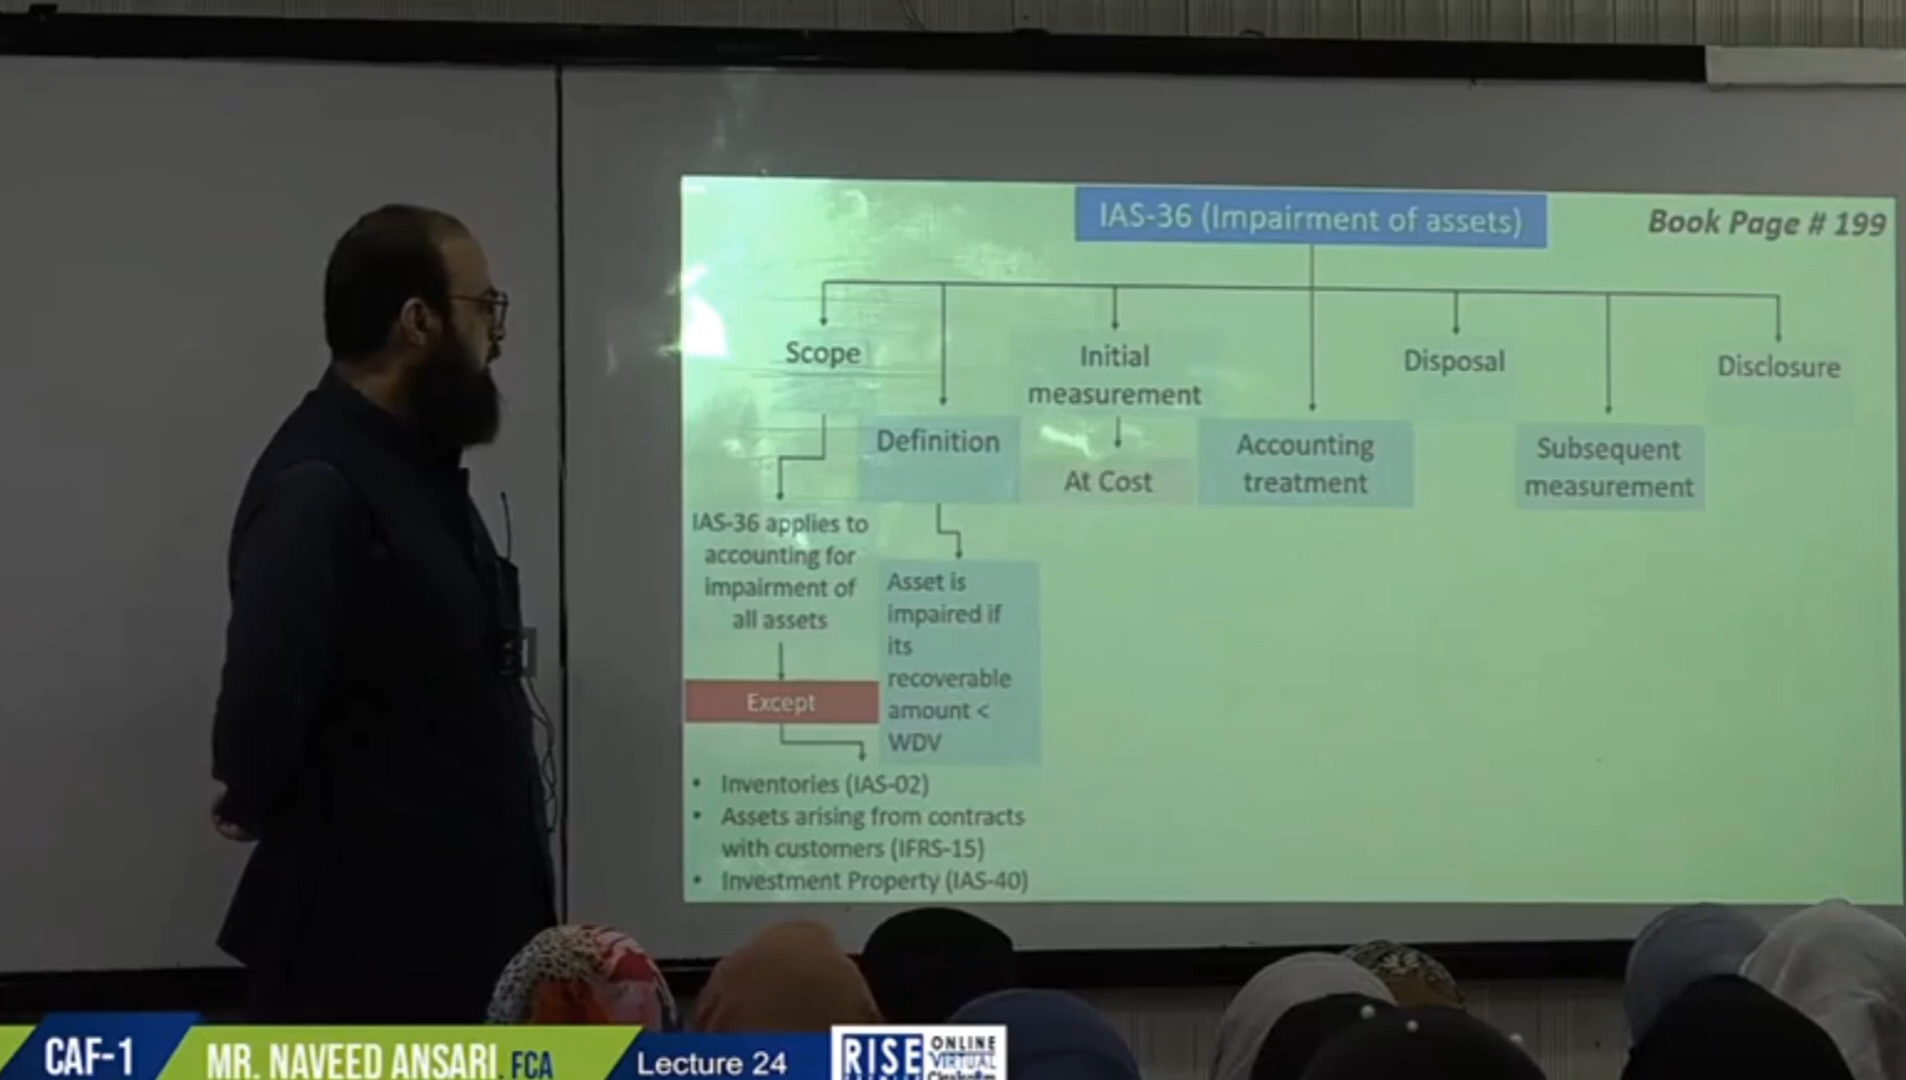 IAS-36 (Impairment of assets)
Book Page # 199
Scope
Definition
Initial
measurement
At Cost
Accounting
treatment
Disposal
Subsequent
measurement
Disclosure
IAS-36 applies to
accounting for
impairment of
all assets
Asset is
impaired if
its
recoverable
amount <
WDV
Except
• Inventories (IAS-02)
• Assets arising from contracts
with customers (IFRS-15)
• Investment Property (IAS-40)
CAF-1
MR. NAVEED ANSARI, FCA
Lecture 24
RISE
ONLINE
VIRTUAL